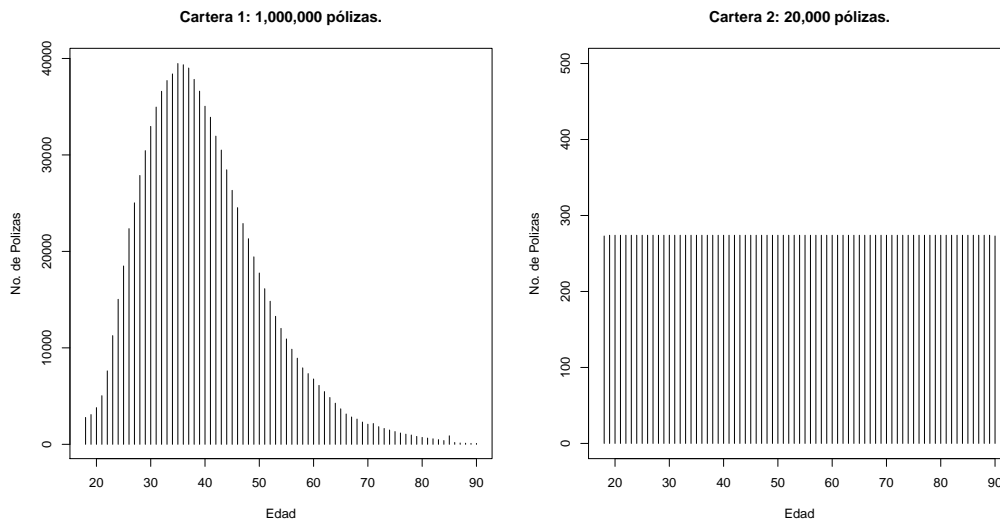 Cartera 1: 1,000,000 pólizas.
No. de Polizas
0
10000
20000
30000
40000
20 30 40 50 60 70 80 90
Edad
Cartera 2: 20,000 pólizas.
No. de Polizas
0
100
200
300
400
500
20 30 40 50 60 70 80 90
Edad